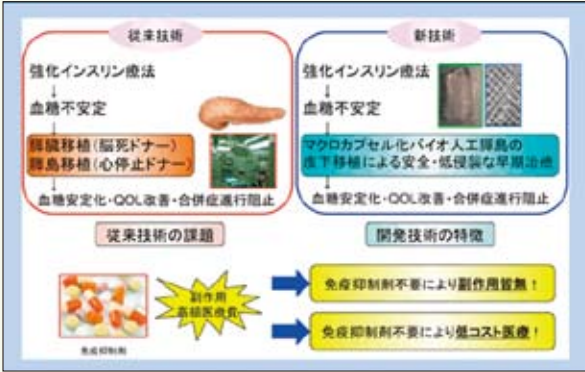 従来技術
強化インスリン療法
↓
血糖不安定
↓
膵臓移植(脳死ドナー)
膵島移植(心停止ドナー)
↓
血糖安定化・QOL改善・合併症進行阻止
新技術
強化インスリン療法
↓
血糖不安定
↓
マクロカプセル化バイオ人工膵島の
皮下移植による安全・低侵襲な早期治療
↓
血糖安定化・QOL改善・合併症進行阻止
従来技術の課題
開発技術の特徴
副作用
高額医療費
免疫抑制剤
免疫抑制剤不要により副作用皆無!
免疫抑制剤不要により低コスト医療!